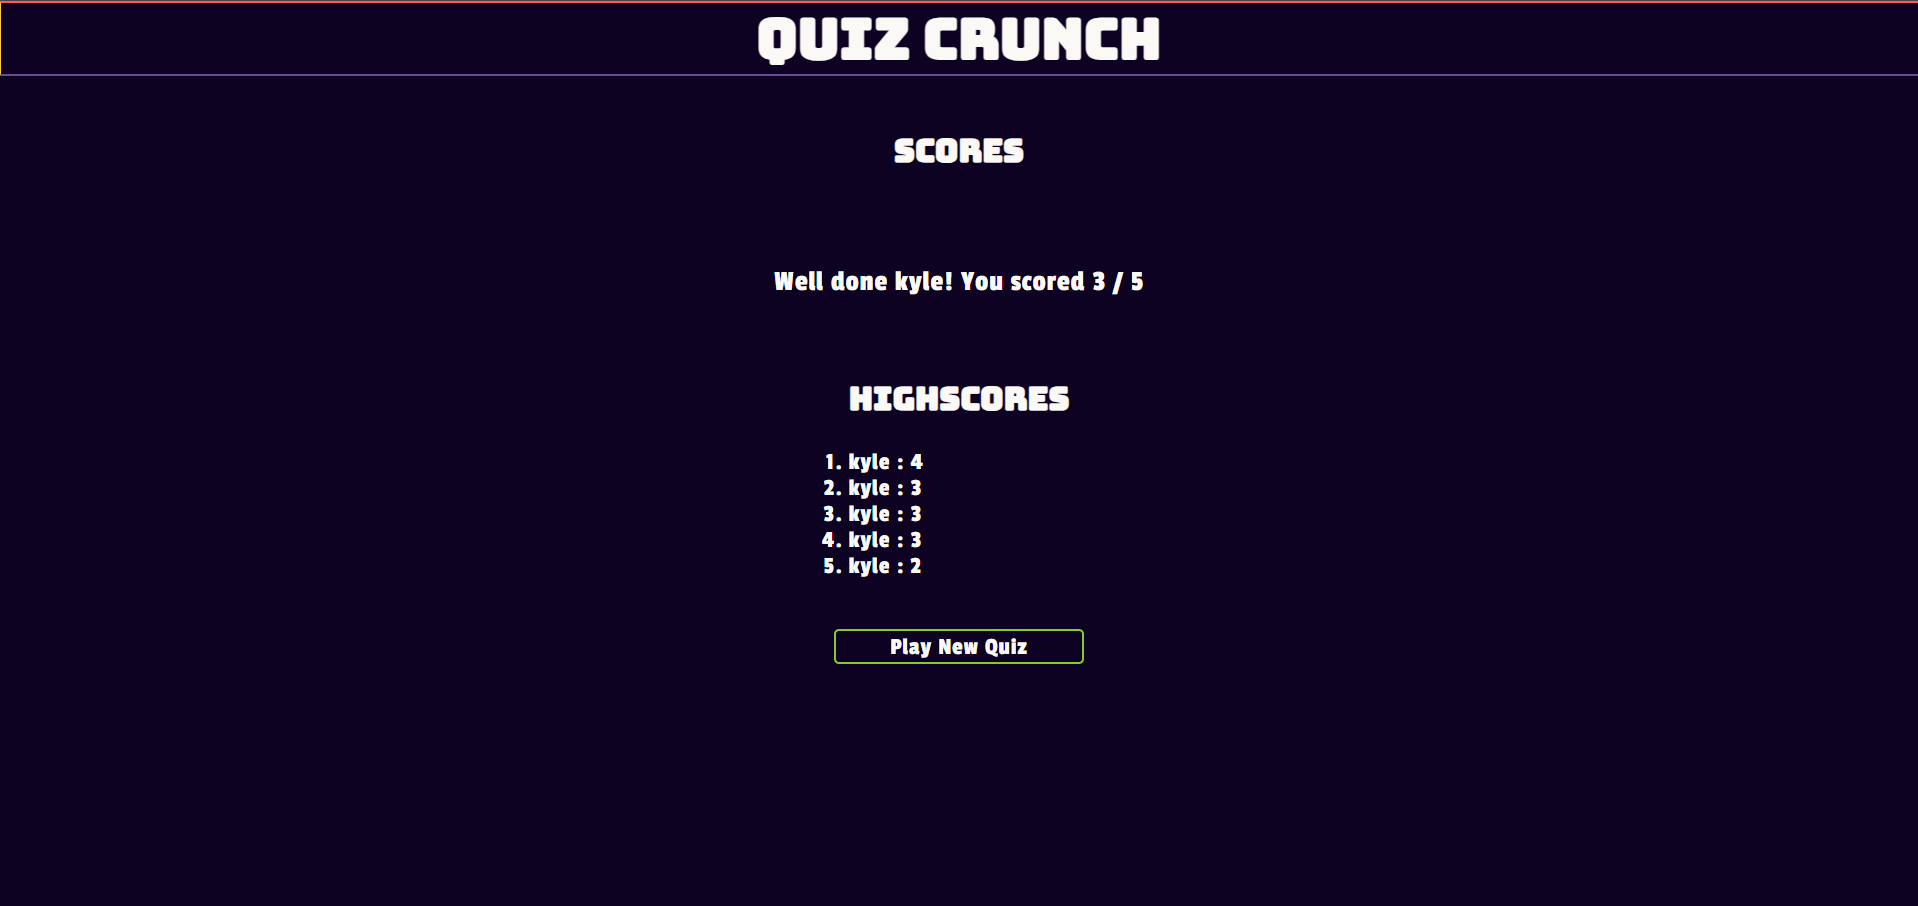 QUIZ CRUNCH
SCORES
Well done kyle! You scored 3 / 5
HIGHSCORES
1. kyle : 4
2. kyle : 3
3. kyle : 3
4. kyle : 3
5. kyle : 2
Play New Quiz